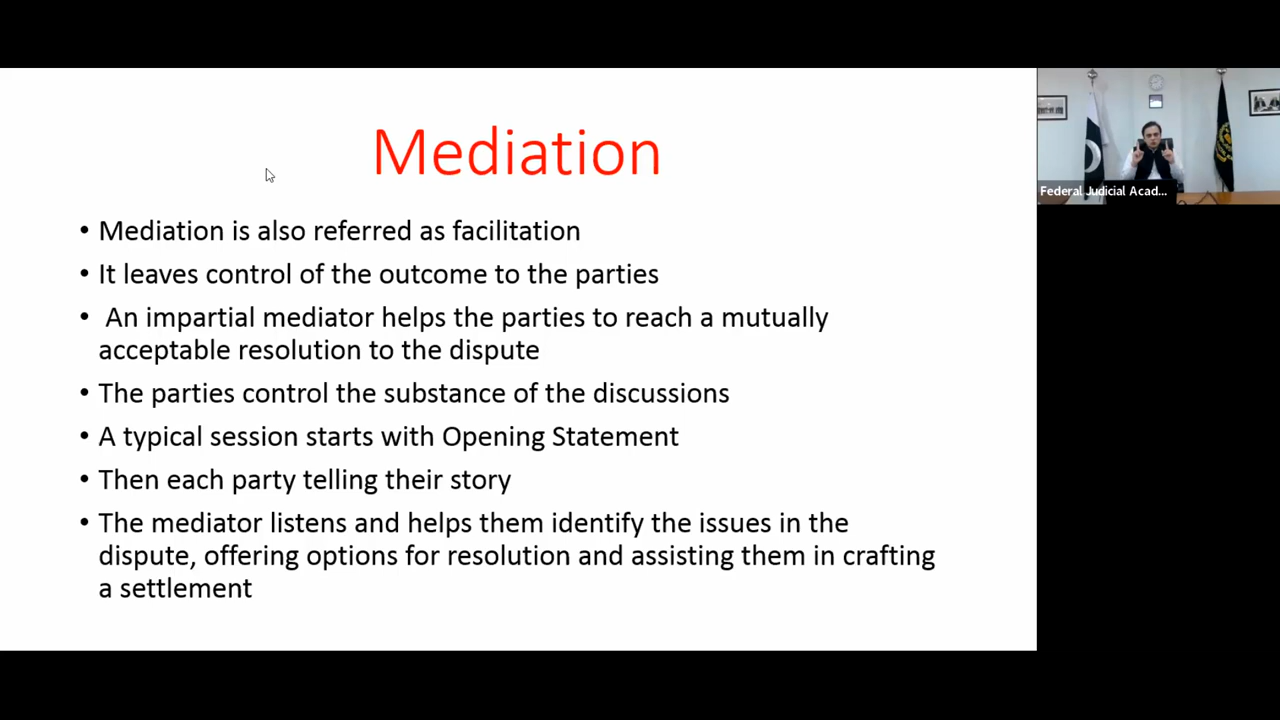 Mediation
• Mediation is also referred as facilitation
• It leaves control of the outcome to the parties
• An impartial mediator helps the parties to reach a mutually
acceptable resolution to the dispute
• The parties control the substance of the discussions
• A typical session starts with Opening Statement
• Then each party telling their story
• The mediator listens and helps them identify the issues in the
dispute, offering options for resolution and assisting them in crafting
a settlement
Federal Judicial Acad...